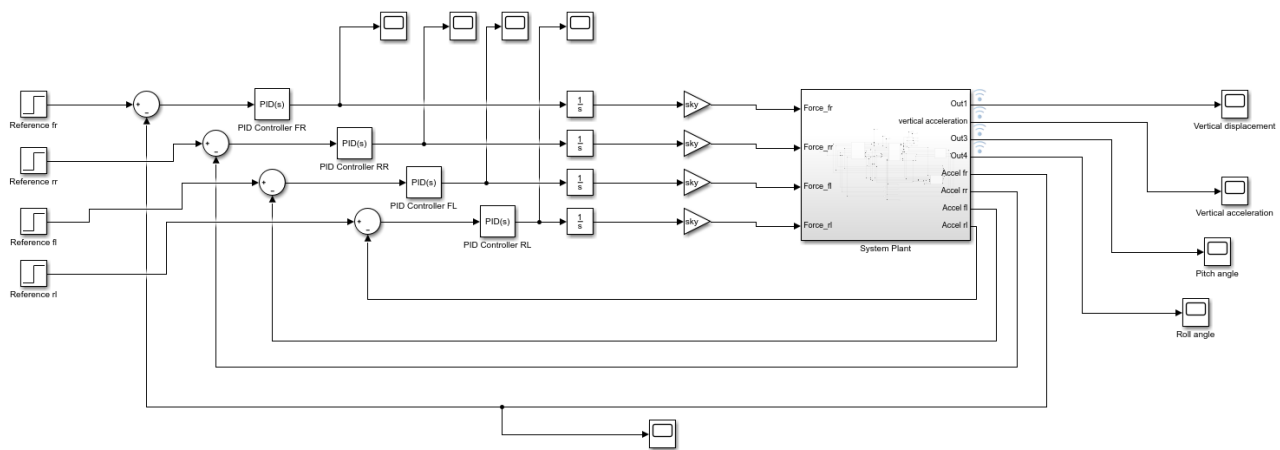 Reference fr
Reference rr
Reference fl
Reference rl
+
−
PID(s)
PID Controller FR
+
−
PID(s)
PID Controller RR
+
−
PID(s)
PID Controller FL
+
−
PID(s)
PID Controller RL
1
s
1
s
1
s
1
s
sky
sky
sky
sky
Force_fr
Force_rr
Force_fl
Force_rl
Out1
vertical acceleration
Out3
Out4
Accel fr
Accel rr
Accel fl
Accel rl
System Plant
Vertical displacement
Vertical acceleration
Pitch angle
Roll angle